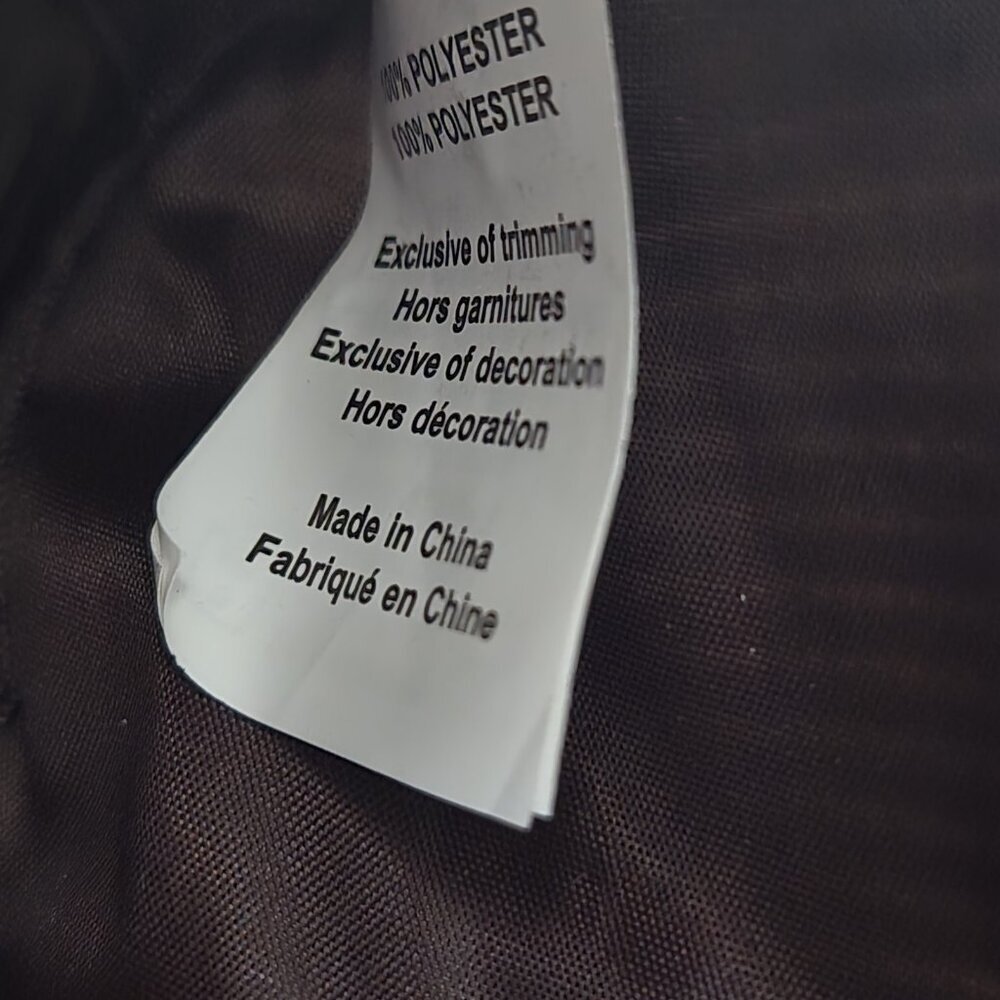 100% POLYESTER
100% POLYESTER
Exclusive of trimming
Hors garnitures
Exclusive of decoration
Hors décoration
Made in China
Fabriqué en Chine